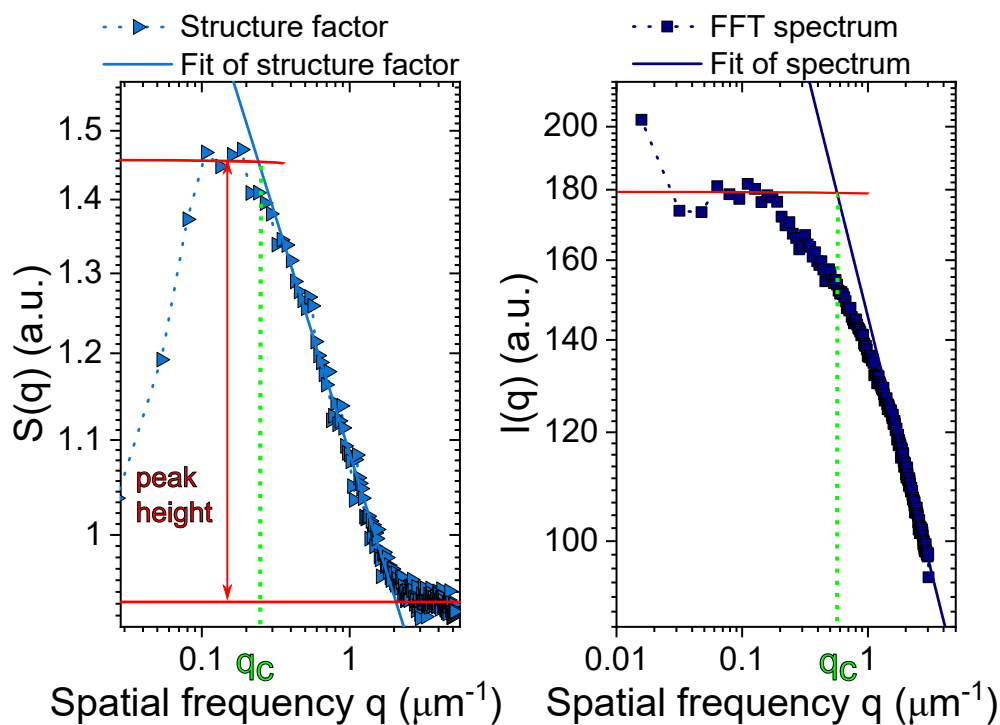 Structure factor
Fit of structure factor
1.5
1.4
1.3
1.2
1.1
1
S(q) (a.u.)
peak
height
0.1
1
qC
Spatial frequency q (μm⁻¹)
FFT spectrum
Fit of spectrum
200
180
160
140
120
100
I(q) (a.u.)
0.01
0.1
1
qC
Spatial frequency q (μm⁻¹)